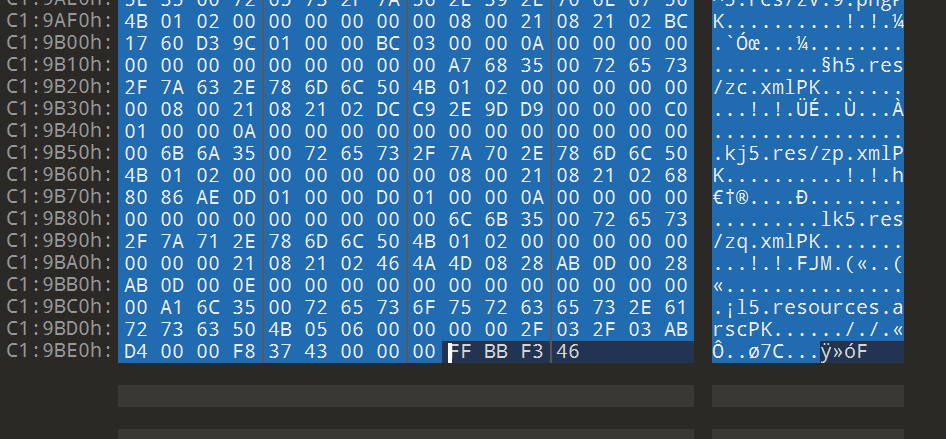 4B 01 02 00 00 00 00 00 00 08 00 21 08 21 02 BC K........!.!.¼
C1:9B00h: 17 60 D3 9C 01 00 00 BC 03 00 00 0A 00 00 00 00 .`Óœ...¼........
C1:9B10h: 00 00 00 00 00 00 00 00 00 A7 68 35 00 72 65 73 .........§h5.res
C1:9B20h: 2F 7A 63 2E 78 6D 6C 50 4B 01 02 00 00 00 00 00 /zc.xmlPK.......
C1:9B30h: 00 08 00 21 08 21 02 DC C9 2E 9D D9 00 00 00 C0 ...!.!.ÜÉ..Ù...À
C1:9B40h: 01 00 00 0A 00 00 00 00 00 00 00 00 00 00 00 00 ................
C1:9B50h: 00 6B 6A 35 00 72 65 73 2F 7A 70 2E 78 6D 6C 50 .kj5.res/zp.xmlP
C1:9B60h: 4B 01 02 00 00 00 00 00 00 08 00 21 08 21 02 68 K..........!.!.h
C1:9B70h: 80 86 AE 0D 01 00 00 D0 01 00 00 0A 00 00 00 00 €†®....Ð........
C1:9B80h: 00 00 00 00 00 00 00 00 00 6C 6B 35 00 72 65 73 .........lk5.res
C1:9B90h: 2F 7A 71 2E 78 6D 6C 50 4B 01 02 00 00 00 00 00 /zq.xmlPK.......
C1:9BA0h: 00 00 00 21 08 21 02 46 4A 4D 08 28 AB 0D 00 28 ...!.!.FJM.(«..(
C1:9BB0h: AB 0D 00 0E 00 00 00 00 00 00 00 00 00 00 00 00 «...............
C1:9BC0h: 00 A1 6C 35 00 72 65 73 6F 75 72 63 65 73 2E 61 .¡l5.resources.a
C1:9BD0h: 72 73 63 50 4B 05 06 00 00 00 00 2F 03 2F 03 AB rscPK....../././.«
C1:9BE0h: D4 00 00 F8 37 43 00 00 00 FF BB F3 46 Ô..ø7C...ÿ»óF